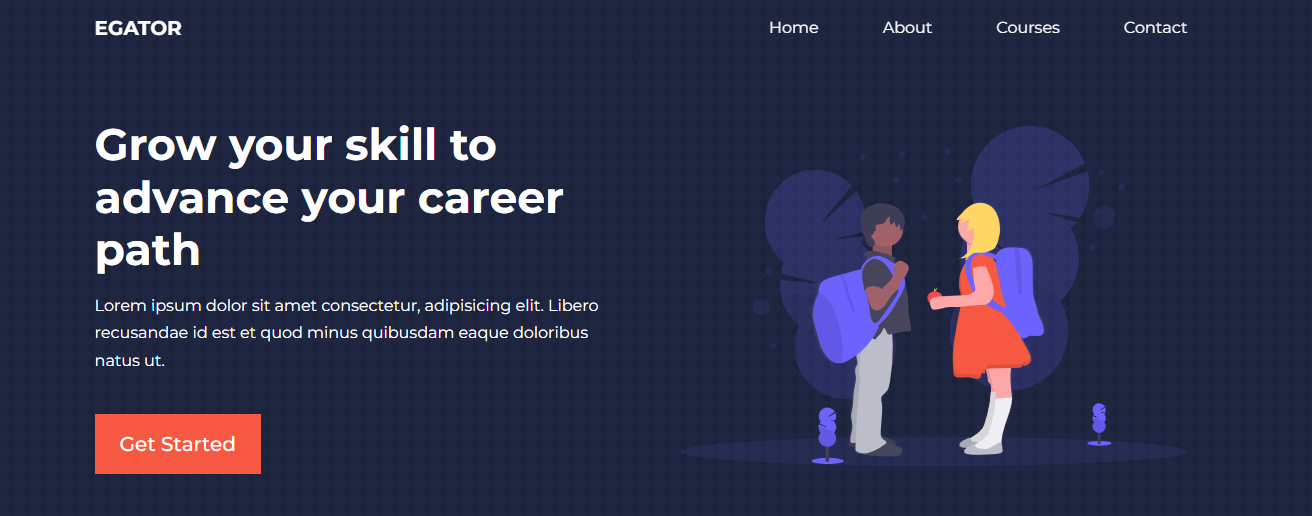 EGATOR
Home
About
Courses
Contact
Grow your skill to
advance your career
path
Lorem ipsum dolor sit amet consectetur, adipisicing elit. Libero
recusandae id est et quod minus quibusdam eaque doloribus
natus ut.
Get Started